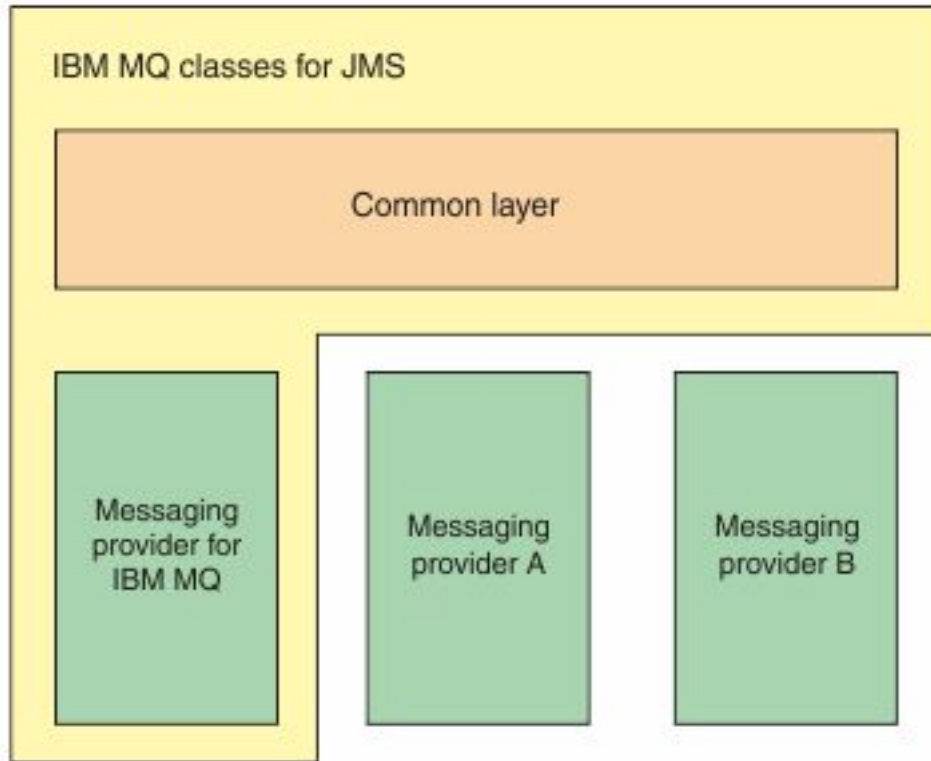 IBM MQ classes for JMS
Common layer
Messaging
provider for
IBM MQ
Messaging
provider A
Messaging
provider B